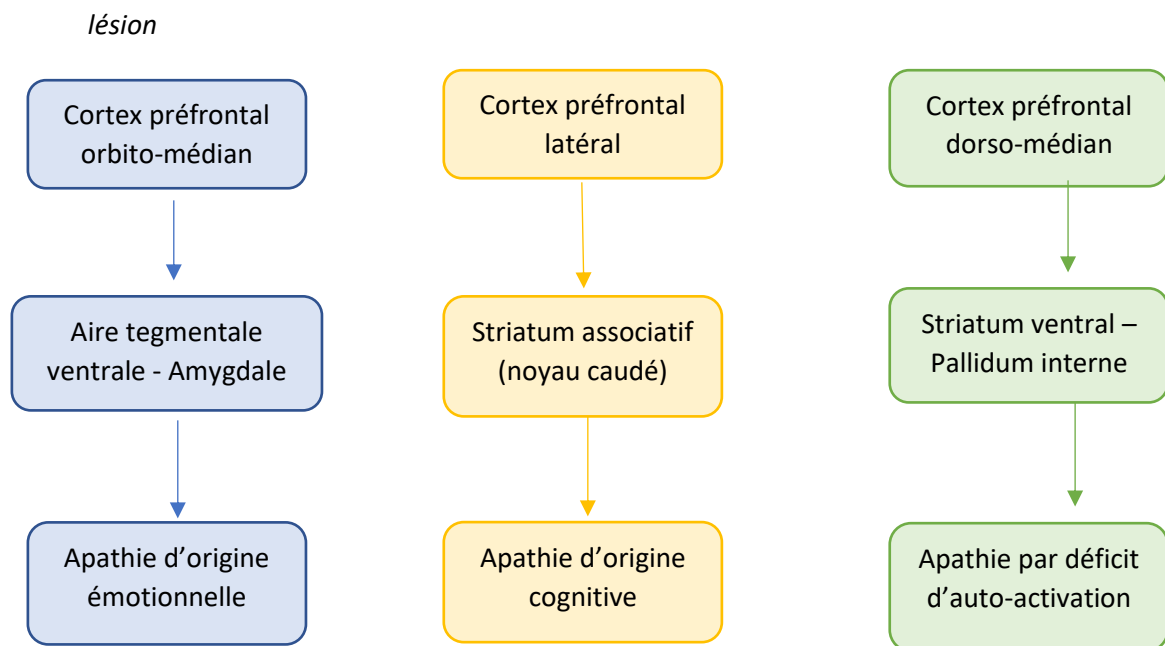 lésion
Cortex préfrontal
orbito-médian
Cortex préfrontal
latéral
Cortex préfrontal
dorso-médian
Aire tegmentale
ventrale - Amygdale
Striatum associatif
(noyau caudé)
Striatum ventral –
Pallidum interne
Apathie d’origine
émotionnelle
Apathie d’origine
cognitive
Apathie par déficit
d’auto-activation